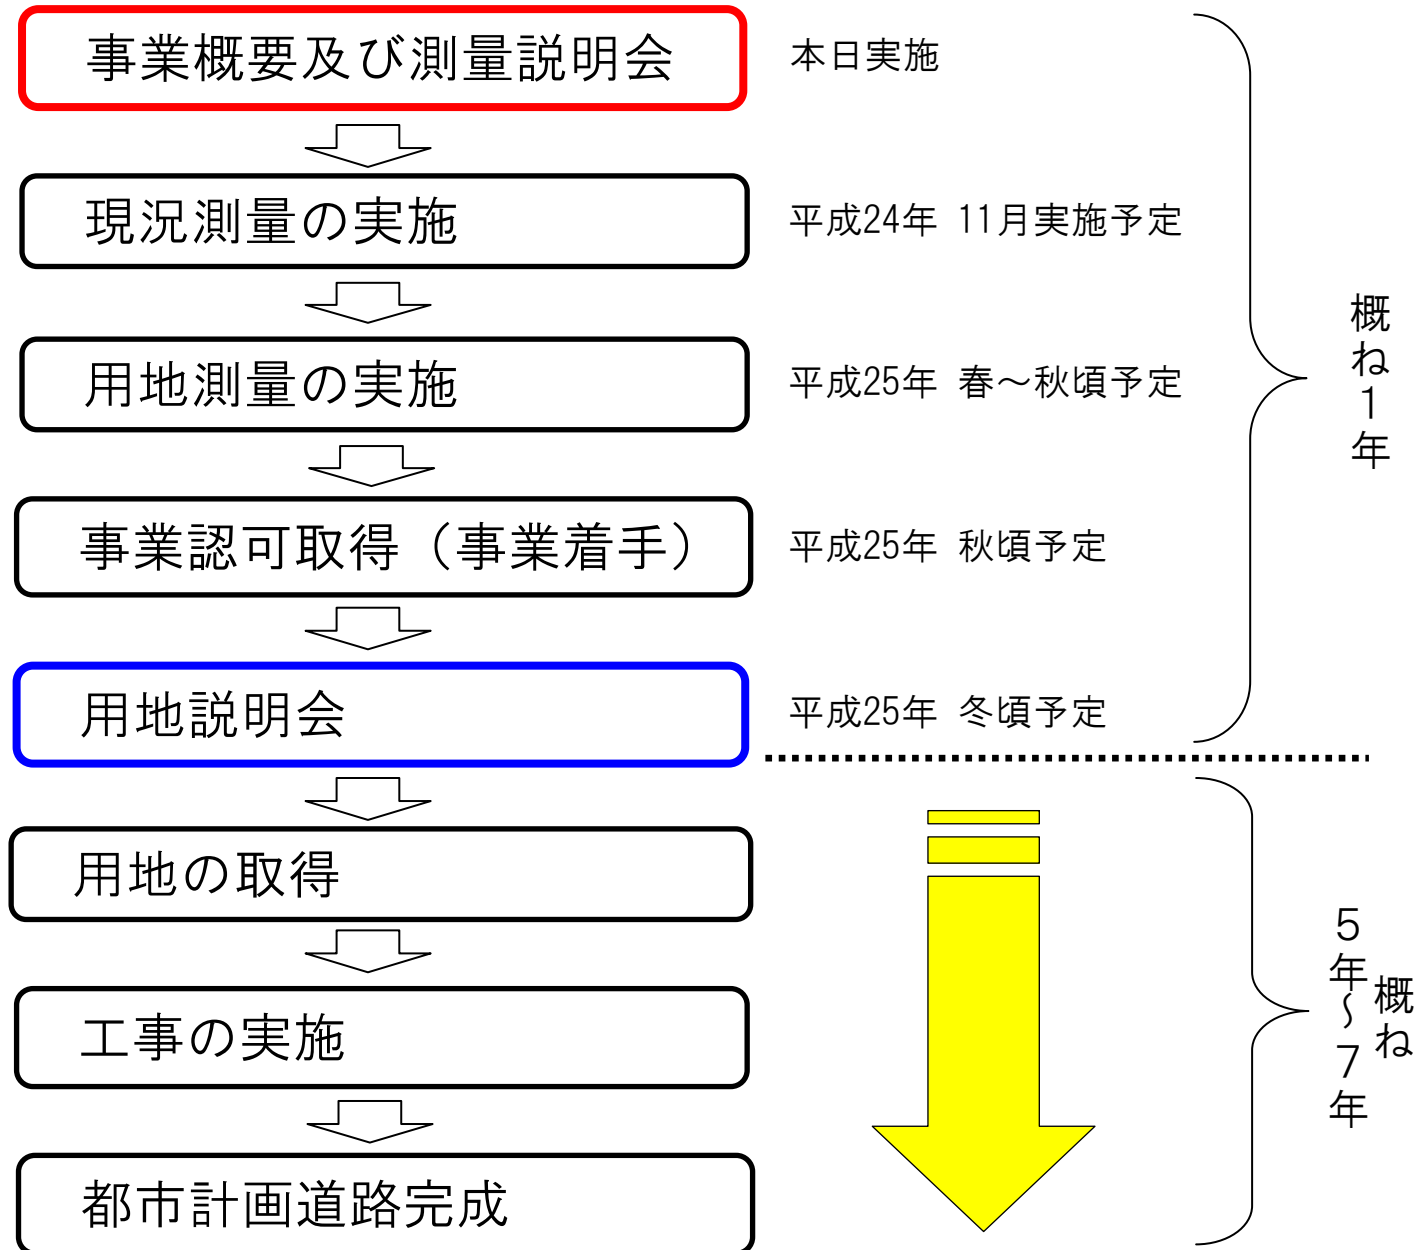 事業概要及び測量説明会
本日実施
現況測量の実施
平成24年 11月実施予定
用地測量の実施
平成25年 春～秋頃予定
事業認可取得（事業着手）
平成25年 秋頃予定
用地説明会
平成25年 冬頃予定
概ね１年
用地の取得
工事の実施
都市計画道路完成
概ね
５年～７年